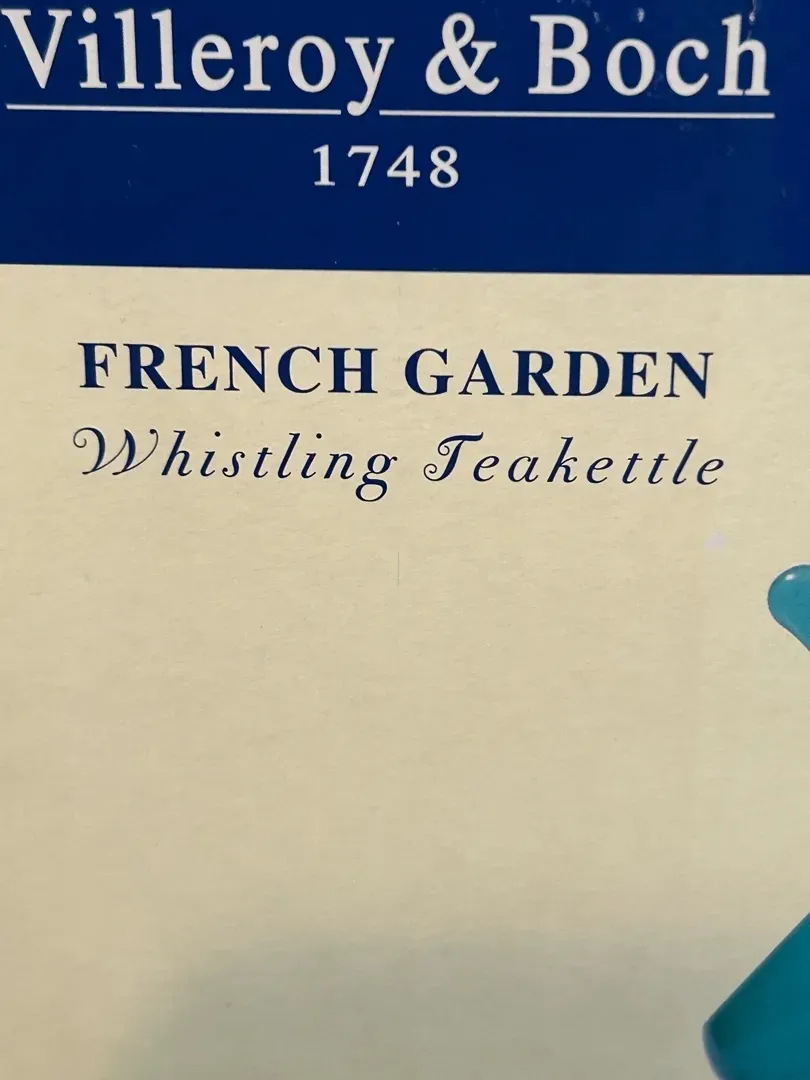 Villeroy & Boch
1748
FRENCH GARDEN
Whistling Teakettle